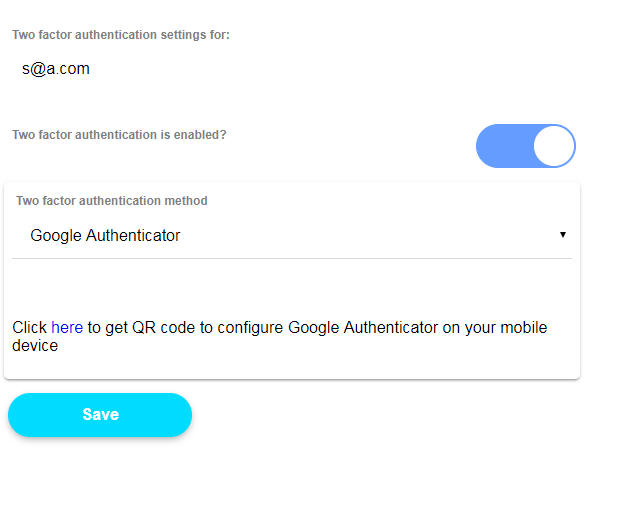 Two factor authentication settings for:
s@a.com
Two factor authentication is enabled?
Two factor authentication method
Google Authenticator
Click here to get QR code to configure Google Authenticator on your mobile
device
Save